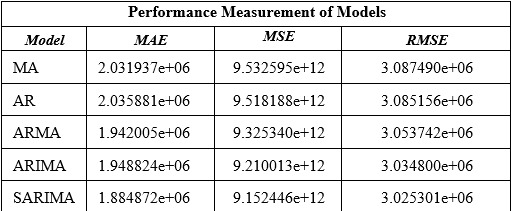 Performance Measurement of Models
Model MAE MSE RMSE
MA 2.031937e+06 9.532595e+12 3.087490e+06
AR 2.035881e+06 9.518188e+12 3.085156e+06
ARMA 1.942005e+06 9.325340e+12 3.053742e+06
ARIMA 1.948824e+06 9.210013e+12 3.034800e+06
SARIMA 1.884872e+06 9.152446e+12 3.025301e+06